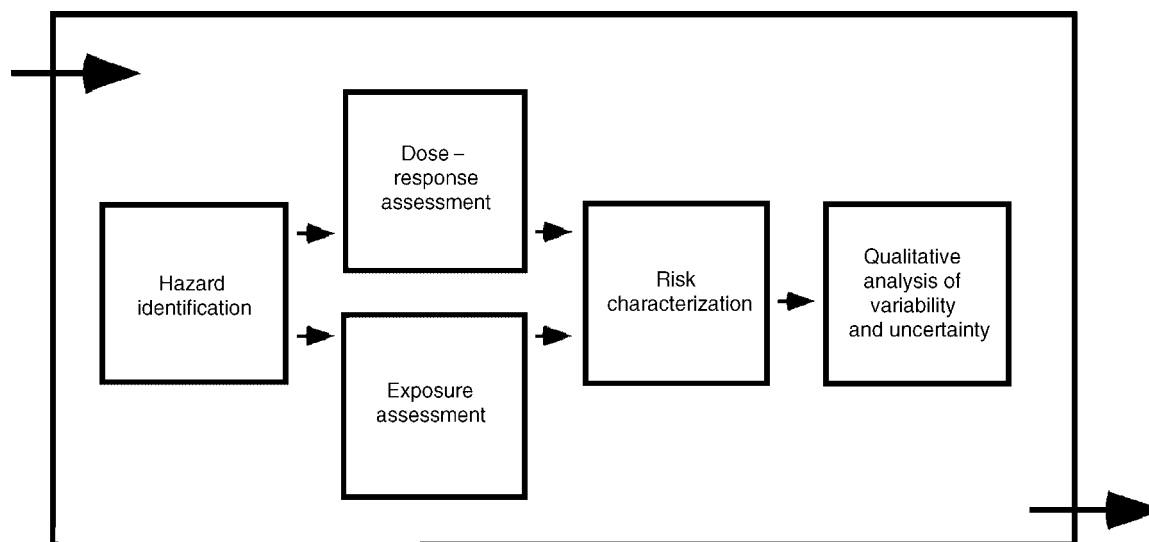 Hazard
identification
Dose –
response
assessment
Exposure
assessment
Risk
characterization
Qualitative
analysis of
variability
and uncertainty